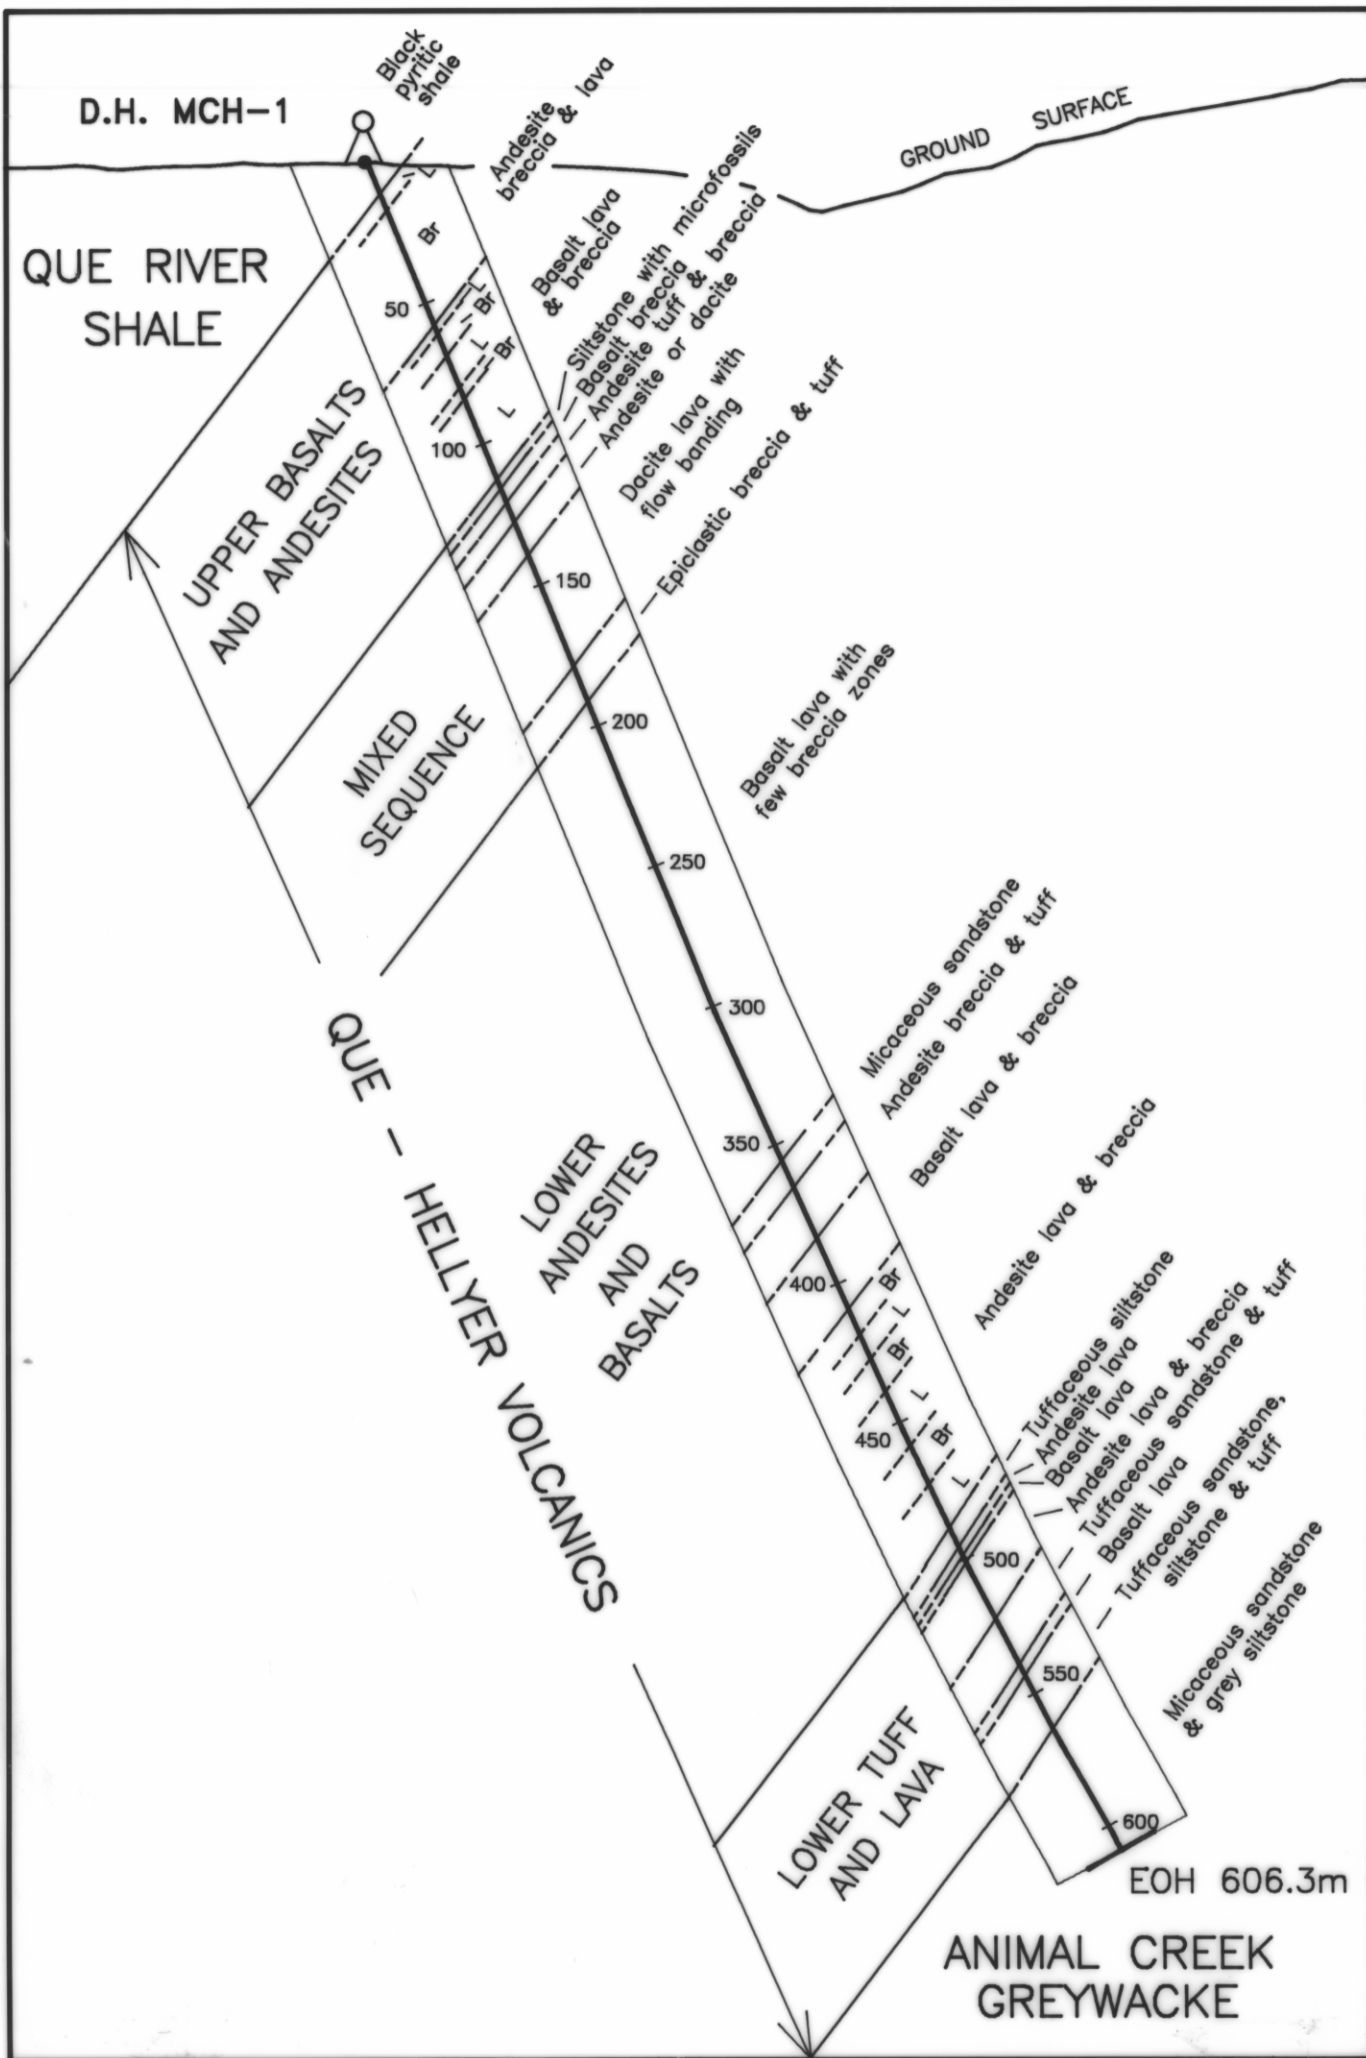 D.H. MCH-1
Black
pyritic
shale
Andesite
breccia & lava
GROUND SURFACE
QUE RIVER
SHALE
L
Br
50
L
Br
L
Br
L
100
Basalt lava
& breccia
Siltstone with microfossils
Basalt breccia
Andesite tuff & breccia
Andesite or dacite
Dacite lava with
flow banding
Epiclastic breccia & tuff
UPPER BASALTS
AND ANDESITES
150
200
MIXED
SEQUENCE
Basalt lava with
few breccia zones
250
300
QUE - HELLYER VOLCANICS
Micaceous sandstone
Andesite breccia & tuff
Basalt lava & breccia
350
LOWER
ANDESITES
AND
BASALTS
Andesite lava & breccia
400
Br
L
Br
L
450
Br
L
Tuffaceous siltstone
Andesite lava
Basalt lava
Andesite lava & breccia
Tuffaceous sandstone & tuff
Basalt lava
Tuffaceous sandstone,
siltstone & tuff
500
550
Micaceous sandstone
& grey siltstone
LOWER TUFF
AND LAVA
600
EOH 606.3m
ANIMAL CREEK
GREYWACKE